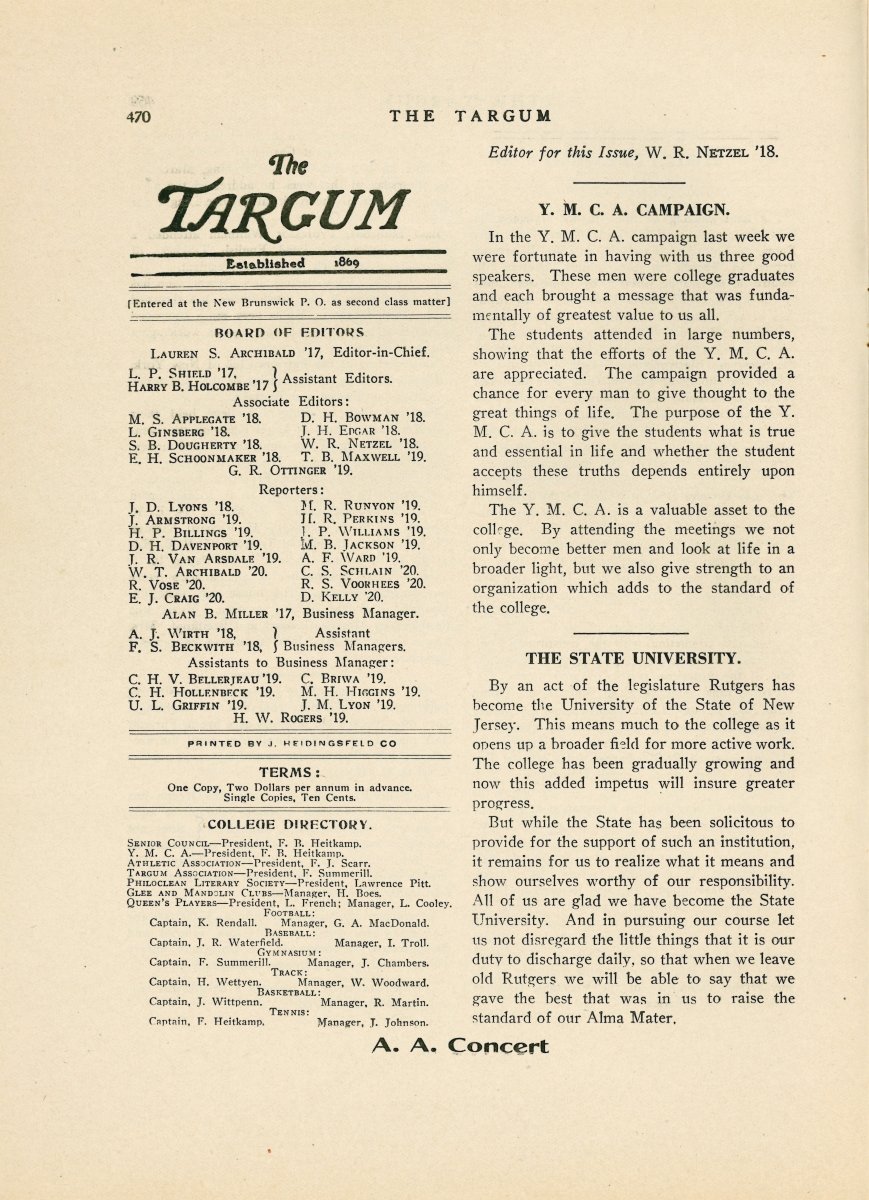 470
THE TARGUM
The
TARGUM
Established 1869
[Entered at the New Brunswick P. O. as second class matter]
BOARD OF EDITORS
LAUREN S. ARCHIBALD '17, Editor-in-Chief.
L. P. SHIELD '17,
HARRY B. HOLCOMBE '17 } Assistant Editors.
Associate Editors:
M. S. APPLEGATE '18. D. H. BOWMAN '18.
L. GINSBERG '18. J. H. EDGAR '18.
S. B. DOUGHERTY '18. W. R. NETZEL '18.
E. H. SCHOONMAKER '18. T. B. MAXWELL '19.
G. R. OTTINGER '19.
Reporters:
J. D. LYONS '18. M. R. RUNYON '19.
J. ARMSTRONG '19. H. R. PERKINS '19.
H. P. BILLINGS '19. J. P. WILLIAMS '19.
D. H. DAVENPORT '19. M. B. JACKSON '19.
J. R. VAN ARSDALE '19. A. F. WARD '19.
W. T. ARCHIBALD '20. C. S. SCHLAIN '20.
R. VOSE '20. R. S. VOORHEES '20.
E. J. CRAIG '20. D. KELLY '20.
ALAN B. MILLER '17, Business Manager.
A. J. WIRTH '18, } Assistant
F. S. BECKWITH '18, } Business Managers.
Assistants to Business Manager:
C. H. V. BELLERJEAU '19. C. BRIWA '19.
C. H. HOLLENBECK '19. M. H. HIGGINS '19.
U. L. GRIFFIN '19. J. M. LYON '19.
H. W. ROGERS '19.
PRINTED BY J. HEIDINGSFELD CO
TERMS:
One Copy, Two Dollars per annum in advance.
Single Copies, Ten Cents.
COLLEGE DIRECTORY.
SENIOR COUNCIL—President, F. B. Heitkamp.
Y. M. C. A.—President, F. B. Heitkamp.
ATHLETIC ASSOCIATION—President, F. J. Scarr.
TARGUM ASSOCIATION—President, F. Summerill.
PHILOCLEAN LITERARY SOCIETY—President, Lawrence Pitt.
GLEE AND MANDOLIN CLUBS—Manager, H. Boes.
QUEEN'S PLAYERS—President, L. French; Manager, L. Cooley.
FOOTBALL:
Captain, K. Rendall. Manager, G. A. MacDonald.
BASEBALL:
Captain, J. R. Waterfield. Manager, I. Troll.
GYMNASIUM:
Captain, F. Summerill. Manager, J. Chambers.
TRACK:
Captain, H. Wettyen. Manager, W. Woodward.
BASKETBALL:
Captain, J. Wittpenn. Manager, R. Martin.
TENNIS:
Captain, F. Heitkamp. Manager, J. Johnson.
Editor for this Issue, W. R. NETZEL '18.
Y. M. C. A. CAMPAIGN.
In the Y. M. C. A. campaign last week we
were fortunate in having with us three good
speakers. These men were college graduates
and each brought a message that was funda-
mentally of greatest value to us all.
The students attended in large numbers,
showing that the efforts of the Y. M. C. A.
are appreciated. The campaign provided a
chance for every man to give thought to the
great things of life. The purpose of the Y.
M. C. A. is to give the students what is true
and essential in life and whether the student
accepts these truths depends entirely upon
himself.
The Y. M. C. A. is a valuable asset to the
college. By attending the meetings we not
only become better men and look at life in a
broader light, but we also give strength to an
organization which adds to the standard of
the college.
THE STATE UNIVERSITY.
By an act of the legislature Rutgers has
become the University of the State of New
Jersey. This means much to the college as it
opens up a broader field for more active work.
The college has been gradually growing and
now this added impetus will insure greater
progress.
But while the State has been solicitous to
provide for the support of such an institution,
it remains for us to realize what it means and
show ourselves worthy of our responsibility.
All of us are glad we have become the State
University. And in pursuing our course let
us not disregard the little things that it is our
duty to discharge daily, so that when we leave
old Rutgers we will be able to say that we
gave the best that was in us to raise the
standard of our Alma Mater.
A. A. Concert